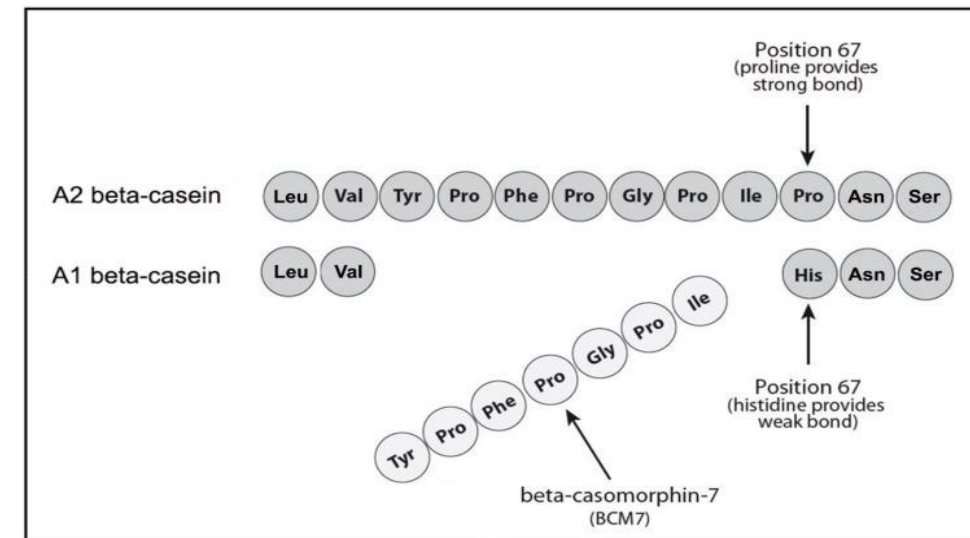 Position 67
(proline provides
strong bond)
A2 beta-casein Leu Val Tyr Pro Phe Pro Gly Pro Ile Pro Asn Ser
A1 beta-casein Leu Val His Asn Ser
Tyr Pro Phe Pro Gly Pro Ile
Position 67
(histidine provides
weak bond)
beta-casomorphin-7
(BCM7)